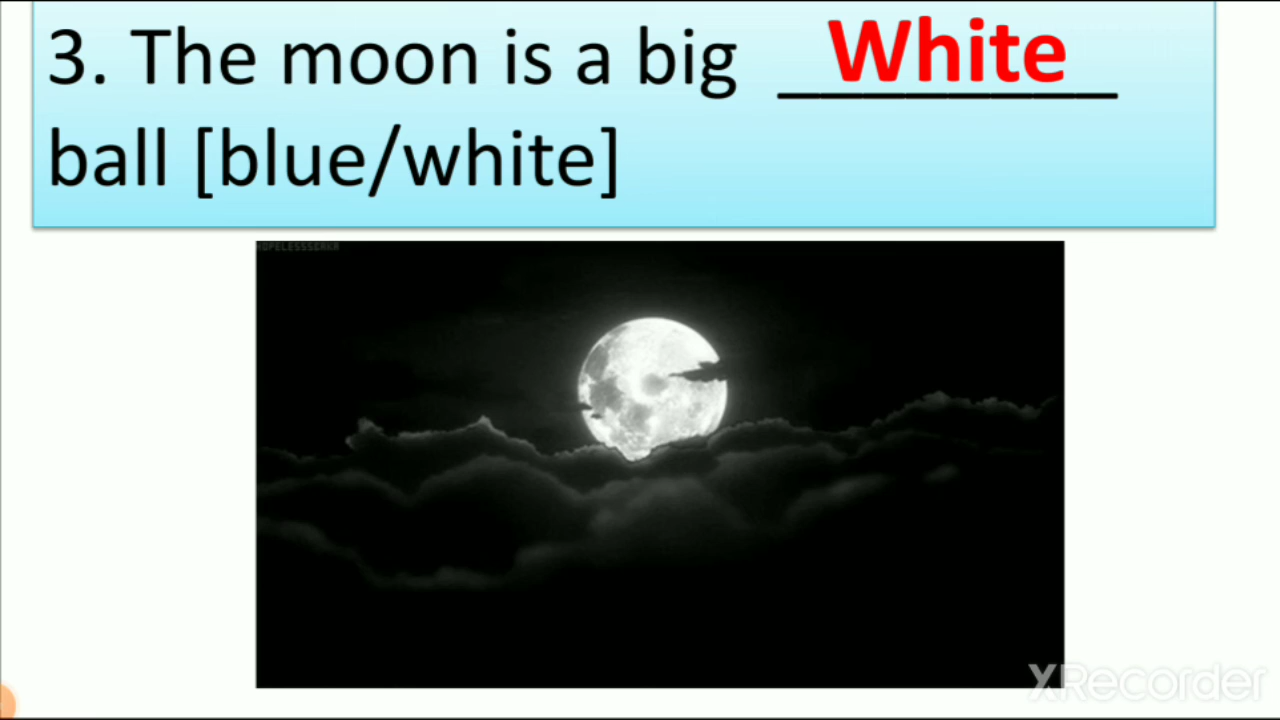 3. The moon is a big White
ball [blue/white]
XRecorder